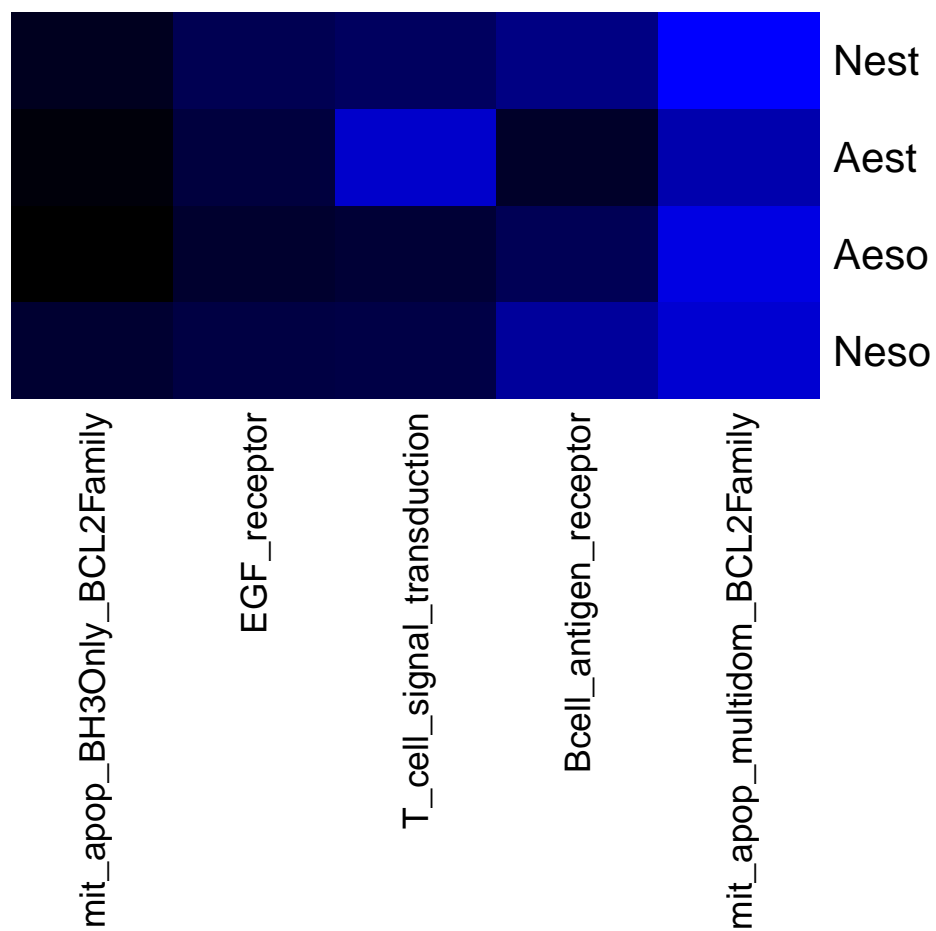 Nest
Aest
Aeso
Neso
mit_apop_BH3Only_BCL2Family
EGF_receptor
T_cell_signal_transduction
Bcell_antigen_receptor
mit_apop_multidom_BCL2Family